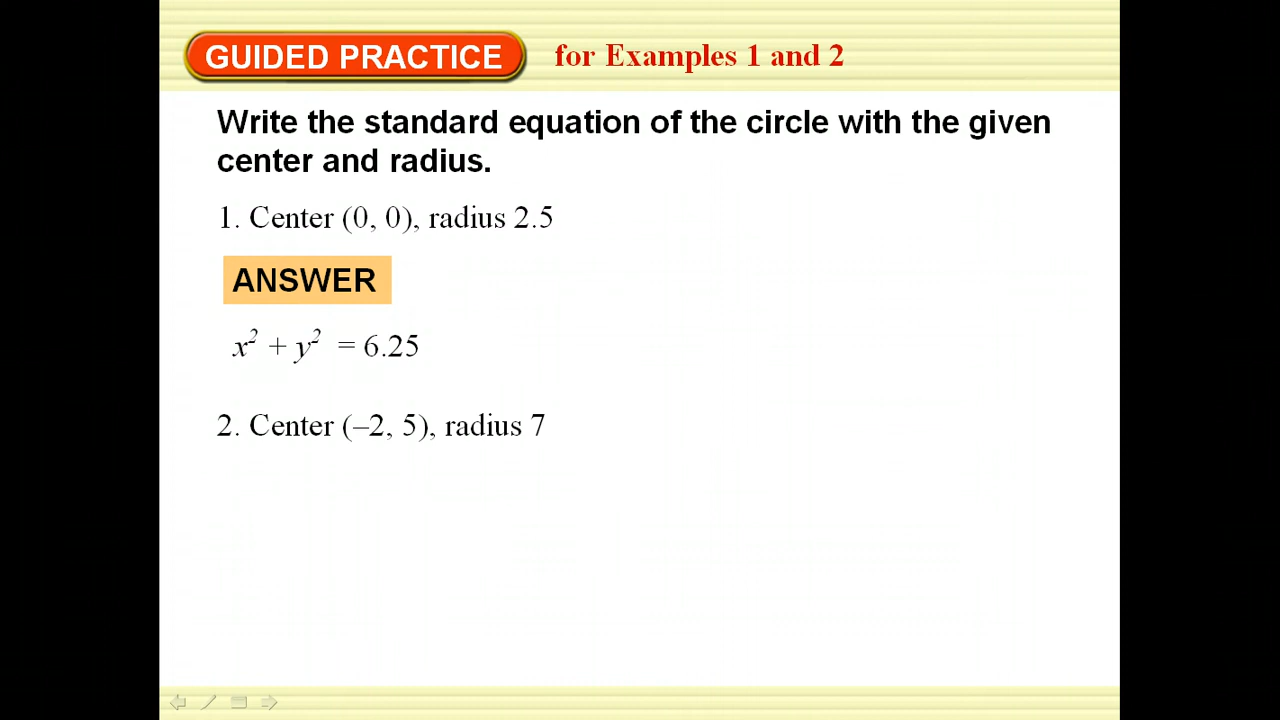 GUIDED PRACTICE for Examples 1 and 2
Write the standard equation of the circle with the given
center and radius.
1. Center (0, 0), radius 2.5
ANSWER
x² + y² = 6.25
2. Center (–2, 5), radius 7